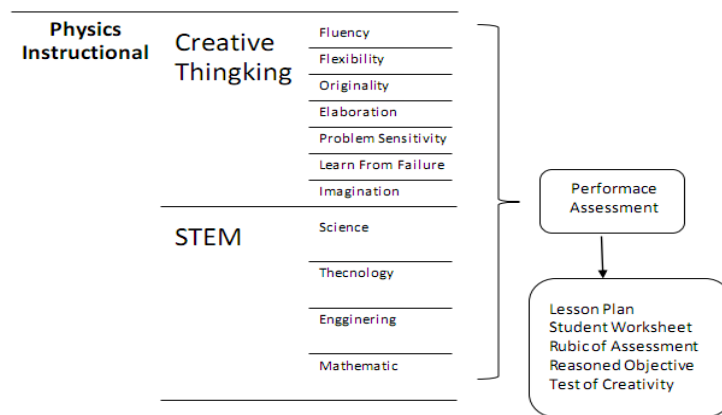 Physics
Instructional
Creative
Thingking
Fluency
Flexibility
Originality
Elaboration
Problem Sensitivity
Learn From Failure
Imagination
STEM
Science
Thecnology
Engginering
Mathematic
Performace
Assessment
Lesson Plan
Student Worksheet
Rubic of Assessment
Reasoned Objective
Test of Creativity